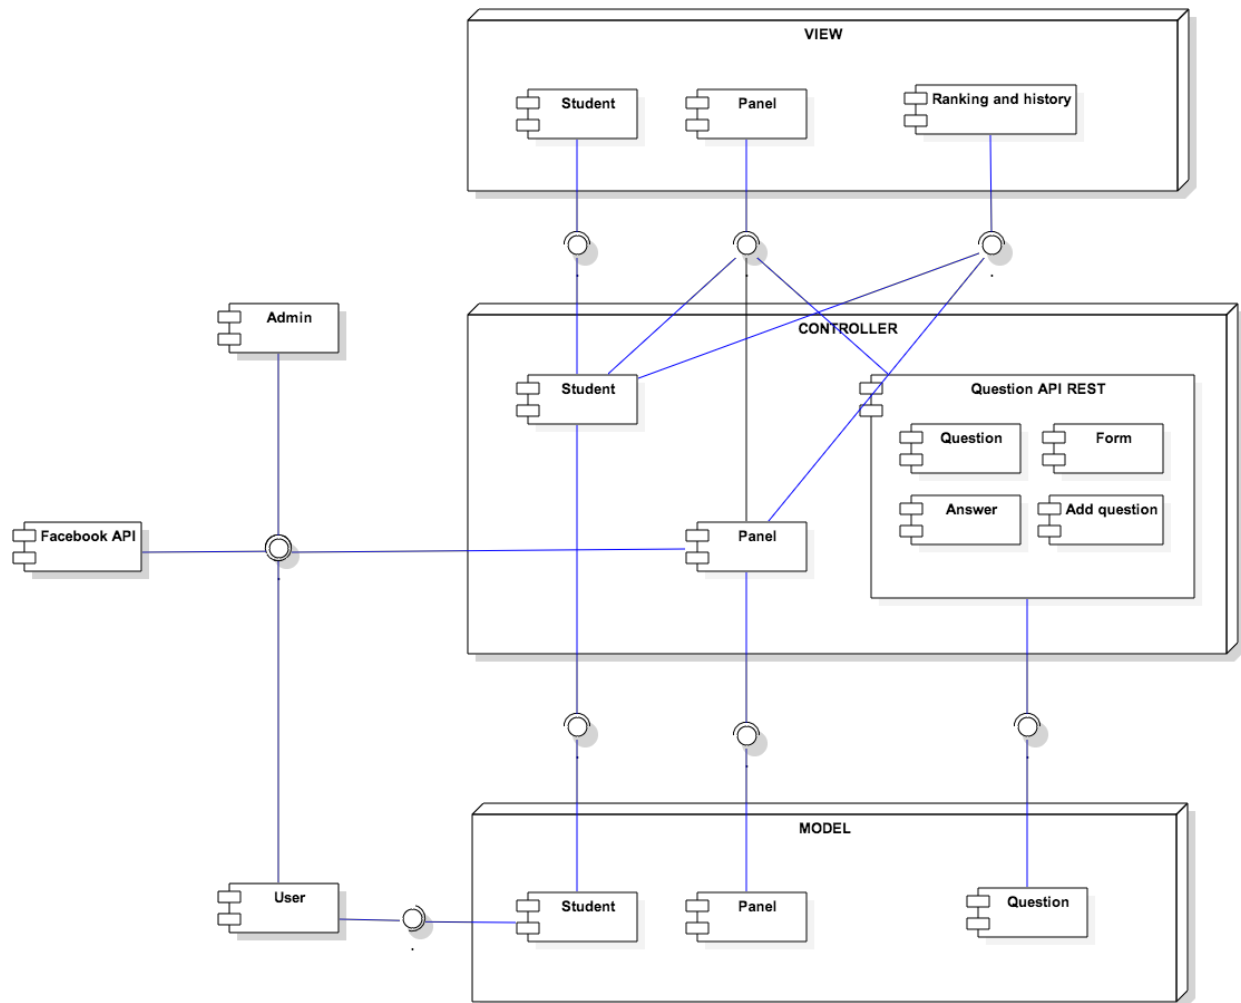 VIEW
Student
Panel
Ranking and history
Admin
CONTROLLER
Student
Question API REST
Question
Form
Answer
Add question
Facebook API
Panel
MODEL
User
Student
Panel
Question